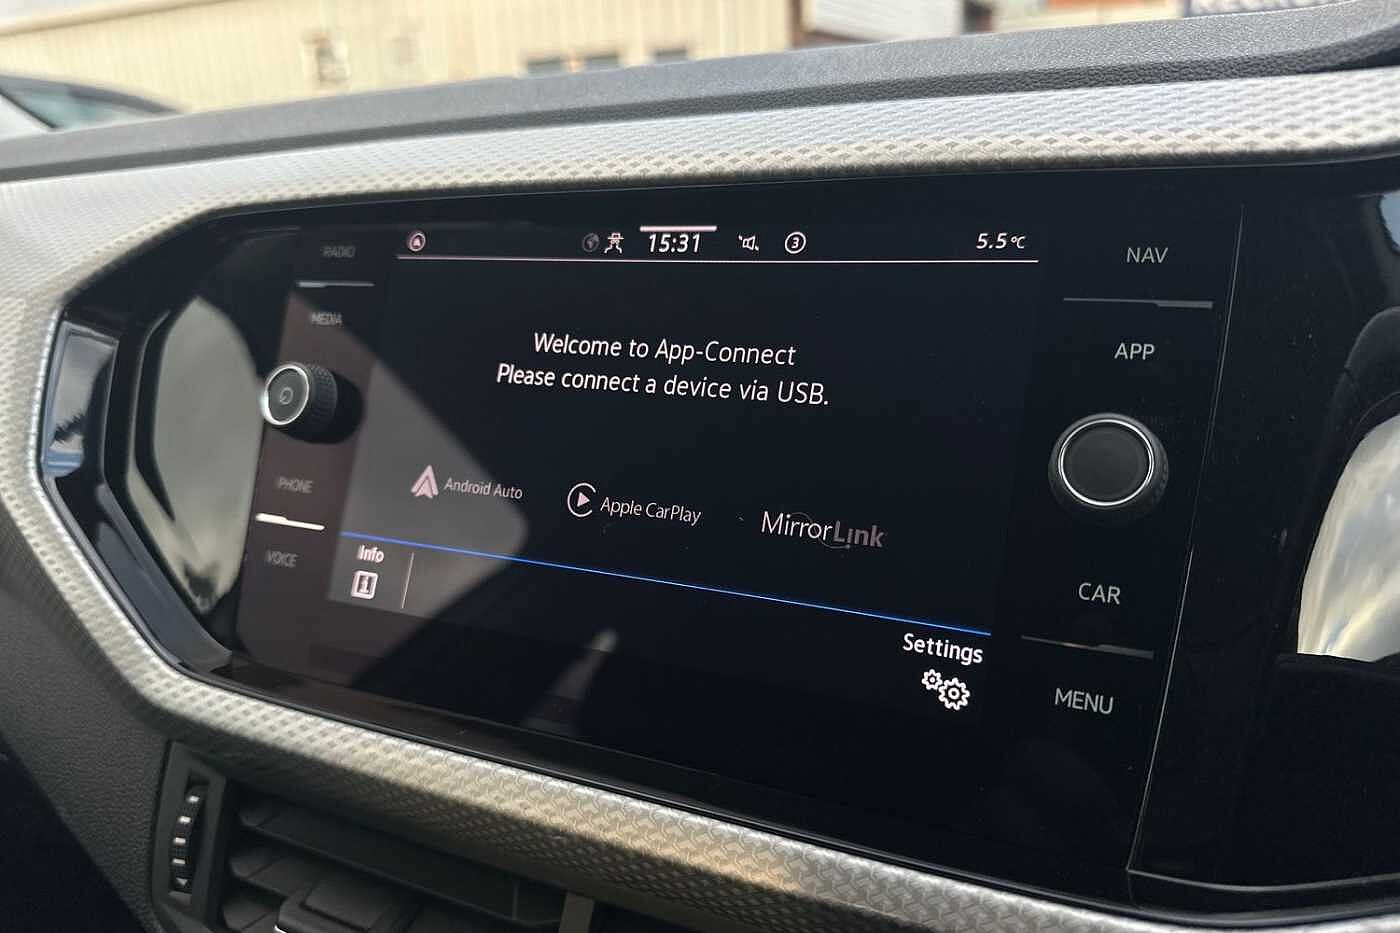 RADIO
MEDIA
PHONE
VOICE
15:31
3
5.5°C
Welcome to App-Connect
Please connect a device via USB.
Android Auto
Apple CarPlay
MirrorLink
Info
i
Settings
NAV
APP
CAR
MENU